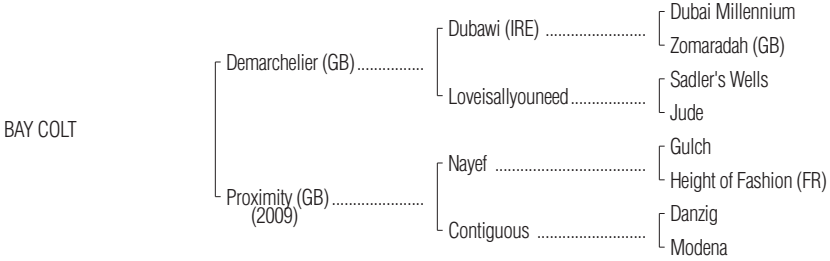 Dubai Millennium
Dubawi (IRE) ........................
Zomaradah (GB)
Demarchelier (GB)................
Sadler's Wells
Loveisallyouneed..................
Jude
BAY COLT
Gulch
Nayef ....................................
Height of Fashion (FR)
Proximity (GB)......................
(2009)
Danzig
Contiguous ..........................
Modena